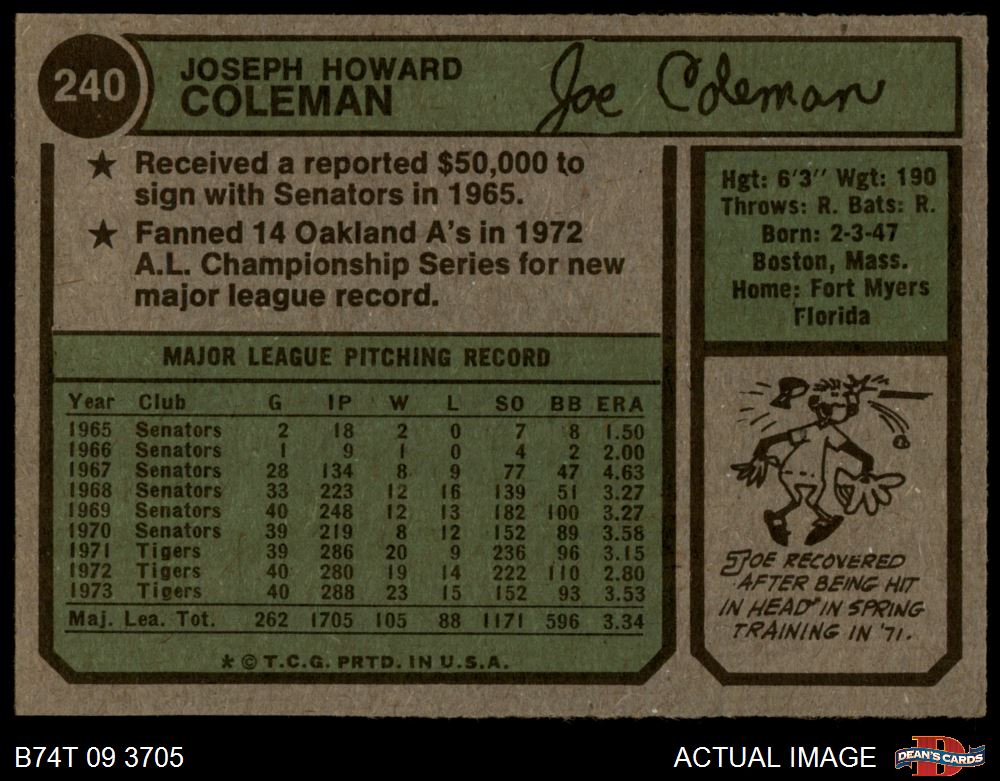 240
JOSEPH HOWARD
COLEMAN
Joe Coleman
★ Received a reported $50,000 to
sign with Senators in 1965.
★ Fanned 14 Oakland A's in 1972
A.L. Championship Series for new
major league record.
Hgt: 6'3" Wgt: 190
Throws: R. Bats: R.
Born: 2-3-47
Boston, Mass.
Home: Fort Myers
Florida
MAJOR LEAGUE PITCHING RECORD
Year Club G IP W L SO BB ERA
1965 Senators 2 18 2 0 7 8 1.50
1966 Senators 1 9 1 0 4 2 2.00
1967 Senators 28 134 8 9 77 47 4.63
1968 Senators 33 223 12 16 139 51 3.27
1969 Senators 40 248 12 13 182 100 3.27
1970 Senators 39 219 8 12 152 89 3.58
1971 Tigers 39 286 20 9 236 96 3.15
1972 Tigers 40 280 19 14 222 110 2.80
1973 Tigers 40 288 23 15 152 93 3.53
Maj. Lea. Tot. 262 1705 105 88 1171 596 3.34
* © T.C.G. PRTD. IN U.S.A.
JOE RECOVERED
AFTER BEING HIT
IN HEAD IN SPRING
TRAINING IN '71.
B74T 09 3705
ACTUAL IMAGE
D
DEAN'S CARDS